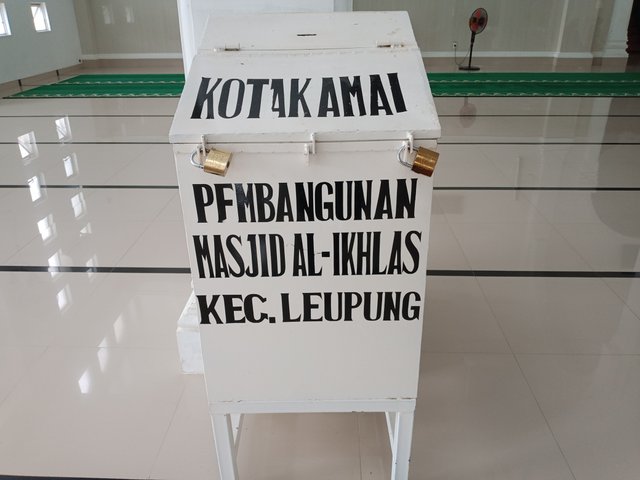 KOTAK AMAL
PEMBANGUNAN
MASJID AL-IKHLAS
KEC. LEUPUNG